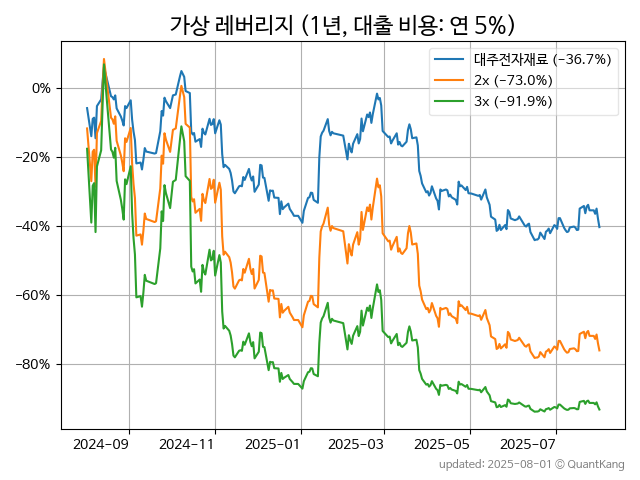 가상 레버리지 (1년, 대출 비용: 연 5%)
대주전자재료 (−36.7%)
2x (−73.0%)
3x (−91.9%)
0%
−20%
−40%
−60%
−80%
2024-09 2024-11 2025-01 2025-03 2025-05 2025-07
updated: 2025-08-01 © QuantKang